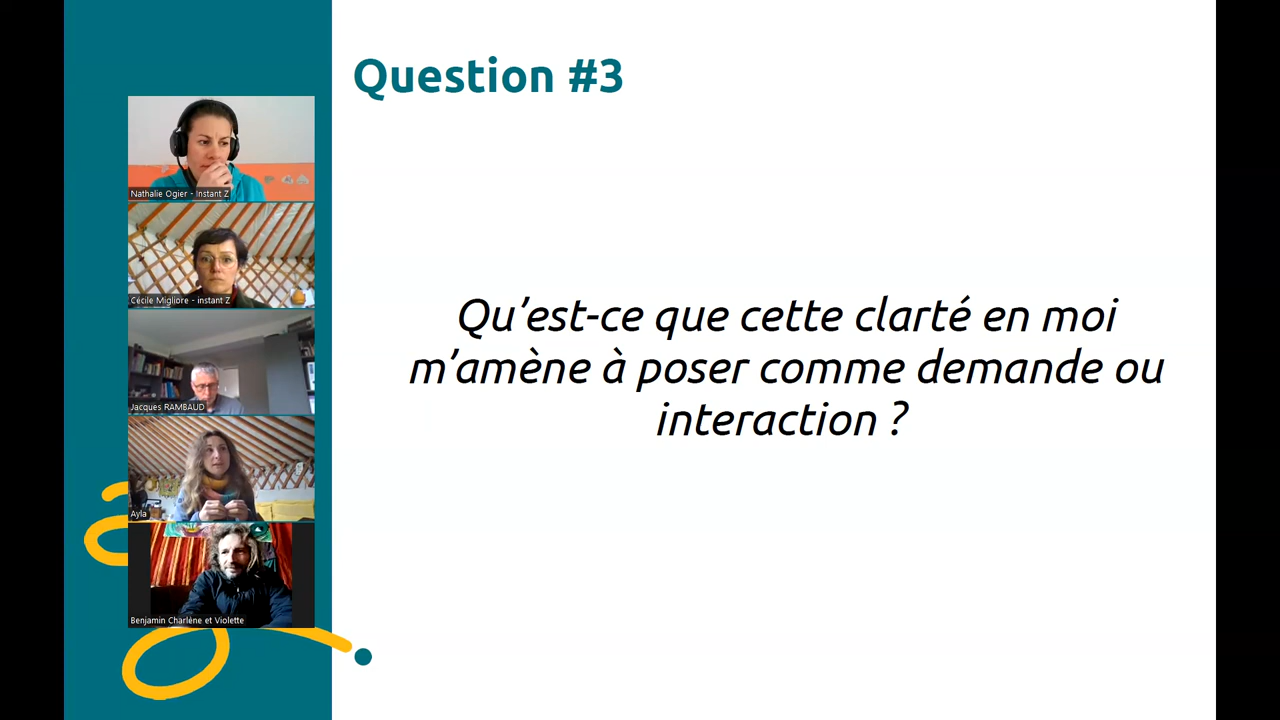 Question #3
Nathalie Ogier - Instant Z
Cécile Migliore - instant Z
Jacques RAMBAUD
Ayla
Benjamin Charlène et Violette
Qu’est-ce que cette clarté en moi
m’amène à poser comme demande ou
interaction ?